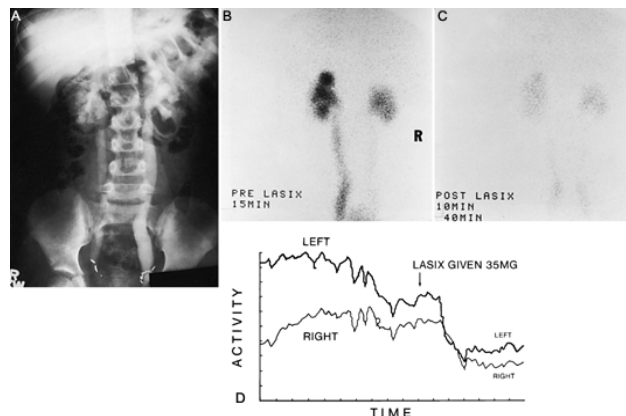 A
B
C
R
PRE LASIX
15MIN
POST LASIX
10MIN
-40MIN
LEFT
LASIX GIVEN 35MG
RIGHT
LEFT
RIGHT
ACTIVITY
D
TIME